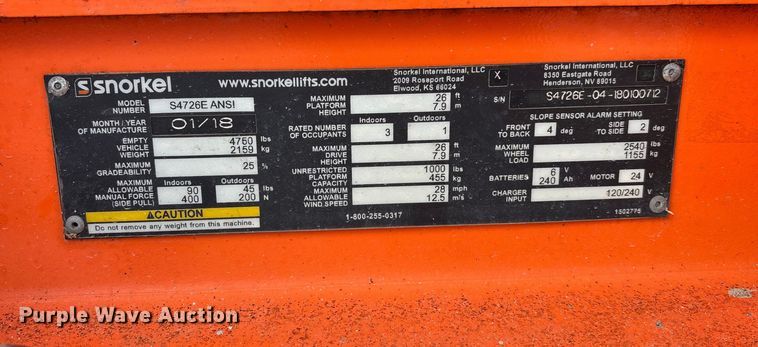 snorkel
www.snorkellifts.com
Snorkel International, LLC
2009 Roseport Road
Elwood, KS 66024
X
Snorkel International, LLC
8350 Eastgate Road
Henderson, NV 89015
MODEL NUMBER S4726E ANSI
MONTH / YEAR OF MANUFACTURE 01/18
EMPTY VEHICLE WEIGHT 4760 lbs
2159 kg
MAXIMUM GRADEABILITY 25 %
MAXIMUM ALLOWABLE MANUAL FORCE (SIDE PULL)
Indoors Outdoors
90 45 lbs
400 200 N
CAUTION
Do not remove any weight from this machine.
MAXIMUM PLATFORM HEIGHT 26 ft
7.9 m
Indoors Outdoors
RATED NUMBER OF OCCUPANTS 3 1
MAXIMUM DRIVE HEIGHT 26 ft
7.9 m
UNRESTRICTED PLATFORM CAPACITY 1000 lbs
455 kg
MAXIMUM ALLOWABLE WIND SPEED 28 mph
12.5 m/s
1-800-255-0317
S/N S4726E-04-180100712
SLOPE SENSOR ALARM SETTING
FRONT TO BACK 4 deg SIDE TO SIDE 2 deg
MAXIMUM WHEEL LOAD 2540 lbs
1155 kg
BATTERIES 6 V
240 Ah
MOTOR 24 V
CHARGER INPUT 120/240 V
1502775
Purple Wave Auction